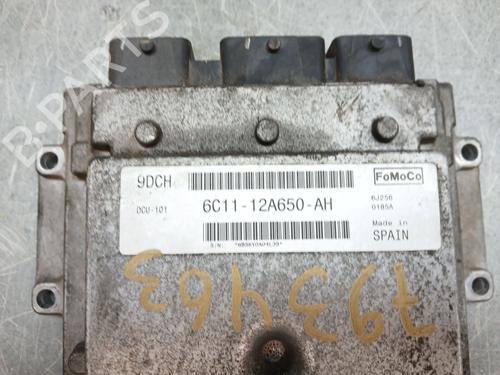 B-PARTS
9DCH
FoMoCo
DCU-101
6C11-12A650-AH
6J256
0185A
Made in
SPAIN
S/N:
793463